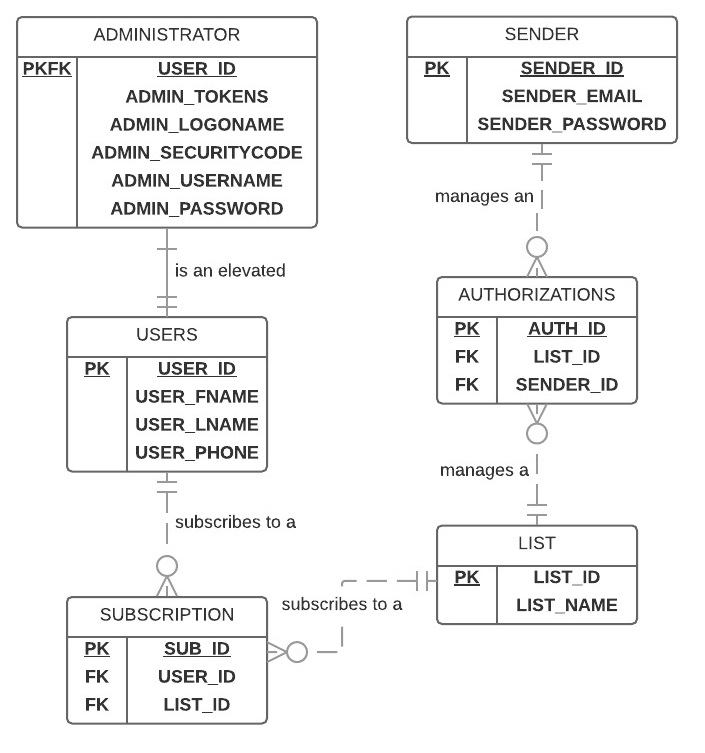 ADMINISTRATOR
PKFK USER_ID
ADMIN_TOKENS
ADMIN_LOGONAME
ADMIN_SECURITYCODE
ADMIN_USERNAME
ADMIN_PASSWORD
is an elevated
USERS
PK USER_ID
USER_FNAME
USER_LNAME
USER_PHONE
subscribes to a
SUBSCRIPTION
PK SUB_ID
FK USER_ID
FK LIST_ID
SENDER
PK SENDER_ID
SENDER_EMAIL
SENDER_PASSWORD
manages an
AUTHORIZATIONS
PK AUTH_ID
FK LIST_ID
FK SENDER_ID
manages a
LIST
PK LIST_ID
LIST_NAME
subscribes to a